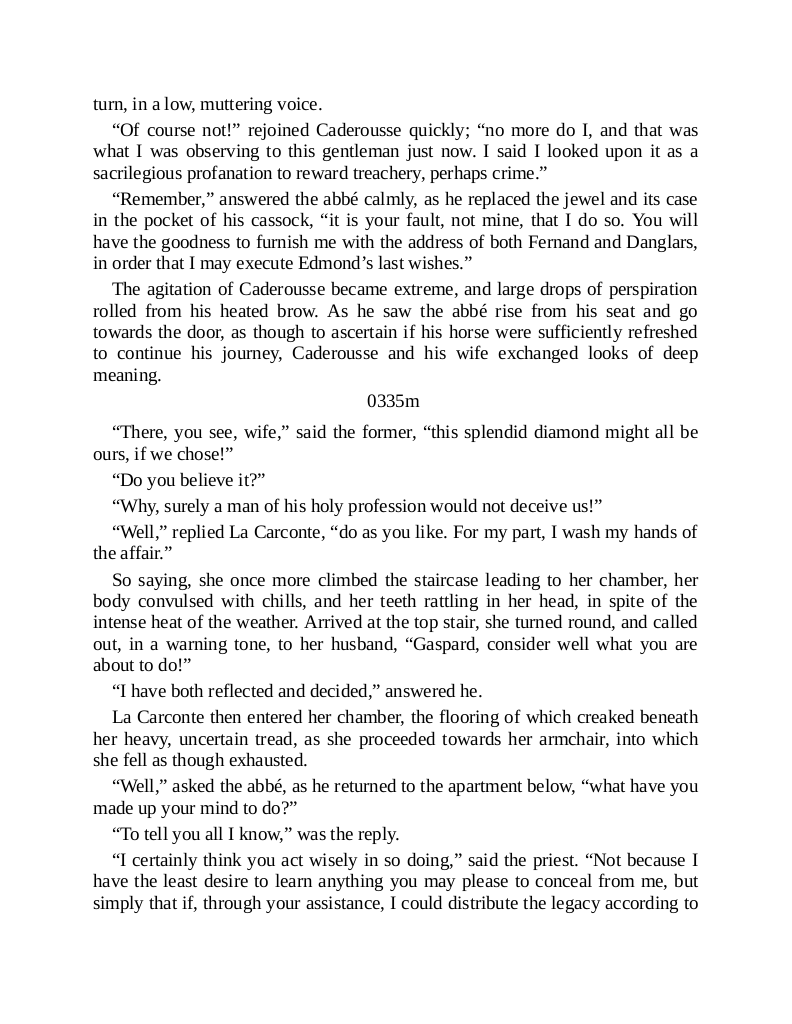 turn, in a low, muttering voice.
“Of course not!” rejoined Caderousse quickly; “no more do I, and that was
what I was observing to this gentleman just now. I said I looked upon it as a
sacrilegious profanation to reward treachery, perhaps crime.”
“Remember,” answered the abbé calmly, as he replaced the jewel and its case
in the pocket of his cassock, “it is your fault, not mine, that I do so. You will
have the goodness to furnish me with the address of both Fernand and Danglars,
in order that I may execute Edmond’s last wishes.”
The agitation of Caderousse became extreme, and large drops of perspiration
rolled from his heated brow. As he saw the abbé rise from his seat and go
towards the door, as though to ascertain if his horse were sufficiently refreshed
to continue his journey, Caderousse and his wife exchanged looks of deep
meaning.
0335m
“There, you see, wife,” said the former, “this splendid diamond might all be
ours, if we chose!”
“Do you believe it?”
“Why, surely a man of his holy profession would not deceive us!”
“Well,” replied La Carconte, “do as you like. For my part, I wash my hands of
the affair.”
So saying, she once more climbed the staircase leading to her chamber, her
body convulsed with chills, and her teeth rattling in her head, in spite of the
intense heat of the weather. Arrived at the top stair, she turned round, and called
out, in a warning tone, to her husband, “Gaspard, consider well what you are
about to do!”
“I have both reflected and decided,” answered he.
La Carconte then entered her chamber, the flooring of which creaked beneath
her heavy, uncertain tread, as she proceeded towards her armchair, into which
she fell as though exhausted.
“Well,” asked the abbé, as he returned to the apartment below, “what have you
made up your mind to do?”
“To tell you all I know,” was the reply.
“I certainly think you act wisely in so doing,” said the priest. “Not because I
have the least desire to learn anything you may please to conceal from me, but
simply that if, through your assistance, I could distribute the legacy according to